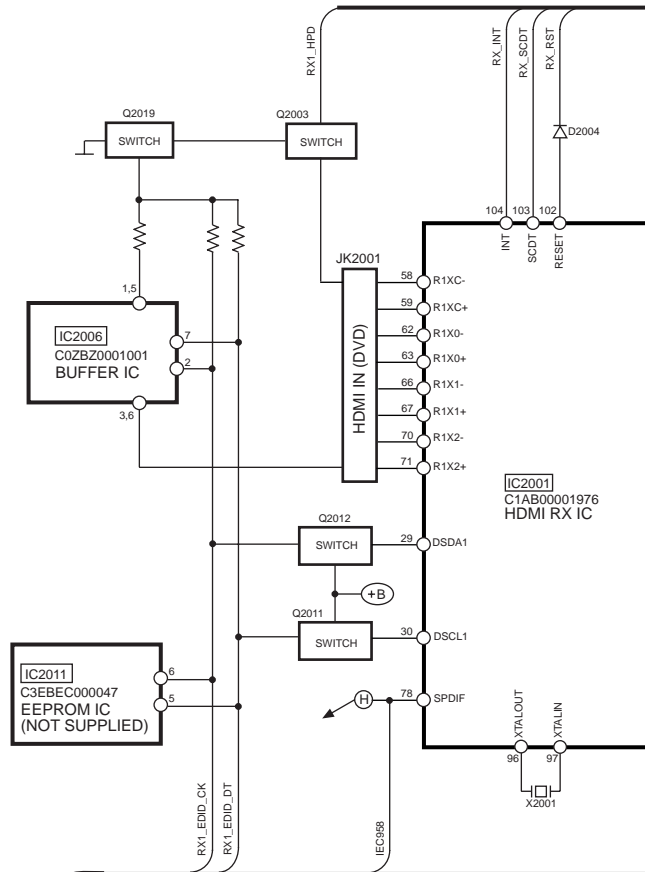 RX1_HPD
RX_INT
RX_SCDT
RX_RST
Q2019
SWITCH
Q2003
SWITCH
D2004
104
103
102
INT
SCDT
RESET
JK2001
HDMI IN (DVD)
1,5
IC2006
C0ZBZ0001001
BUFFER IC
7
2
3,6
58
R1XC-
59
R1XC+
62
R1X0-
63
R1X0+
66
R1X1-
67
R1X1+
70
R1X2-
71
R1X2+
IC2001
C1AB00001976
HDMI RX IC
Q2012
SWITCH
29
DSDA1
+B
Q2011
SWITCH
30
DSCL1
IC2011
C3EBEC000047
EEPROM IC
(NOT SUPPLIED)
6
5
H
78
SPDIF
XTALOUT
XTALIN
96
97
X2001
RX1_EDID_CK
RX1_EDID_DT
IEC958